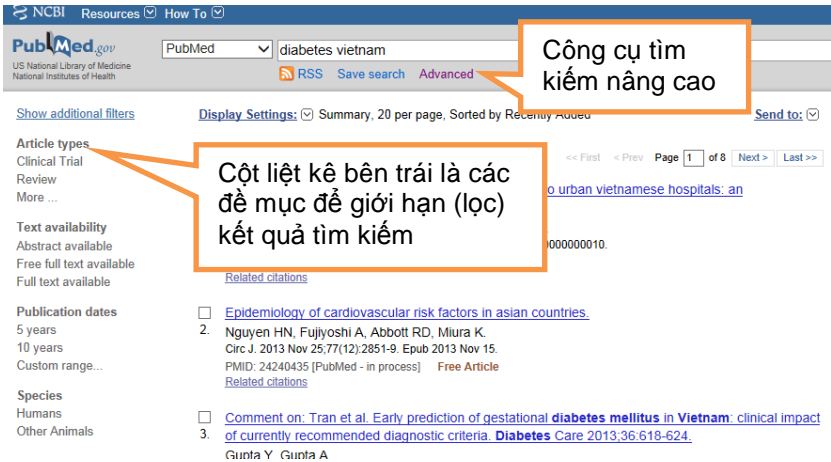 NCBI Resources How To
PubMed.gov
US National Library of Medicine
National Institutes of Health
PubMed
diabetes vietnam
RSS Save search Advanced
Công cụ tìm
kiếm nâng cao
Show additional filters
Display Settings: Summary, 20 per page, Sorted by Recently Added
Send to:
Article types
Clinical Trial
Review
More ...
Text availability
Abstract available
Free full text available
Full text available
Publication dates
5 years
10 years
Custom range...
Species
Humans
Other Animals
<< First < Prev Page 1 of 8 Next > Last >>
Cột liệt kê bên trái là các
đề mục để giới hạn (lọc)
kết quả tìm kiếm
o urban vietnamese hospitals: an
0000000010.
Related citations
2. Epidemiology of cardiovascular risk factors in asian countries.
Nguyen HN, Fujiyoshi A, Abbott RD, Miura K.
Circ J. 2013 Nov 25;77(12):2851-9. Epub 2013 Nov 15.
PMID: 24240435 [PubMed - in process] Free Article
Related citations
3. Comment on: Tran et al. Early prediction of gestational diabetes mellitus in Vietnam: clinical impact
of currently recommended diagnostic criteria. Diabetes Care 2013;36:618-624.
Gupta Y, Gupta A